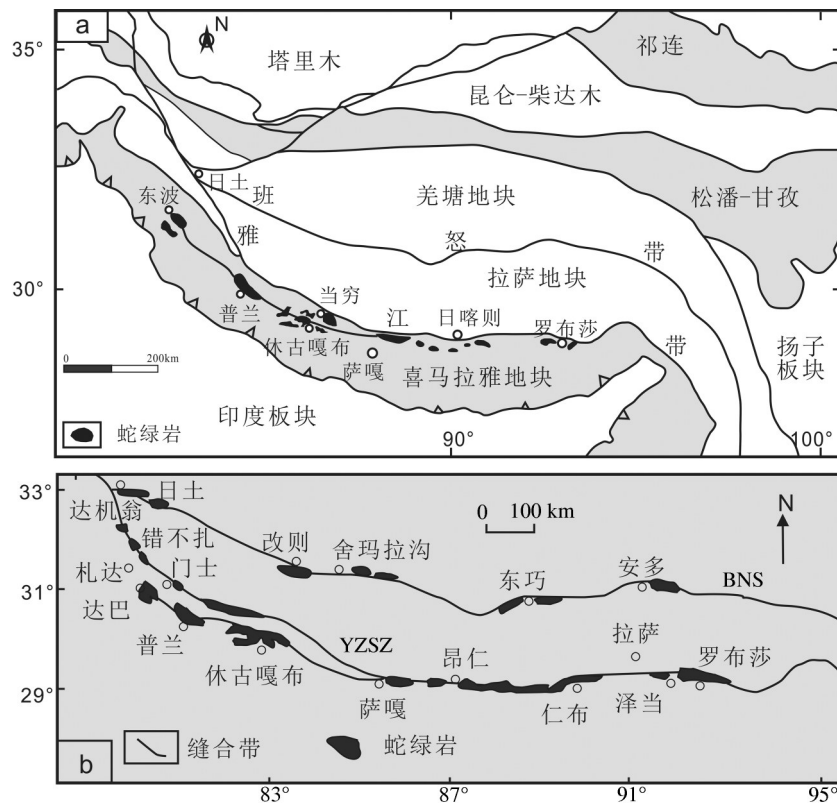 a
N
35°
塔里木
祁连
昆仑-柴达木
日土
班
东波
羌塘地块
松潘-甘孜
雅
怒
带
30°
拉萨地块
当穷
普兰
江
日喀则
罗布莎
休古嘎布
带
扬子
板块
0 200km
萨嘎
喜马拉雅地块
印度板块
蛇绿岩
90°
100°
b
33°
日土
0 100 km
N
达机翁
错不扎
改则
舍玛拉沟
札达
门士
东巧
安多
BNS
31°
达巴
普兰
YZSZ
拉萨
休古嘎布
昂仁
罗布莎
29°
萨嘎
仁布
泽当
缝合带
蛇绿岩
83°
87°
91°
95°